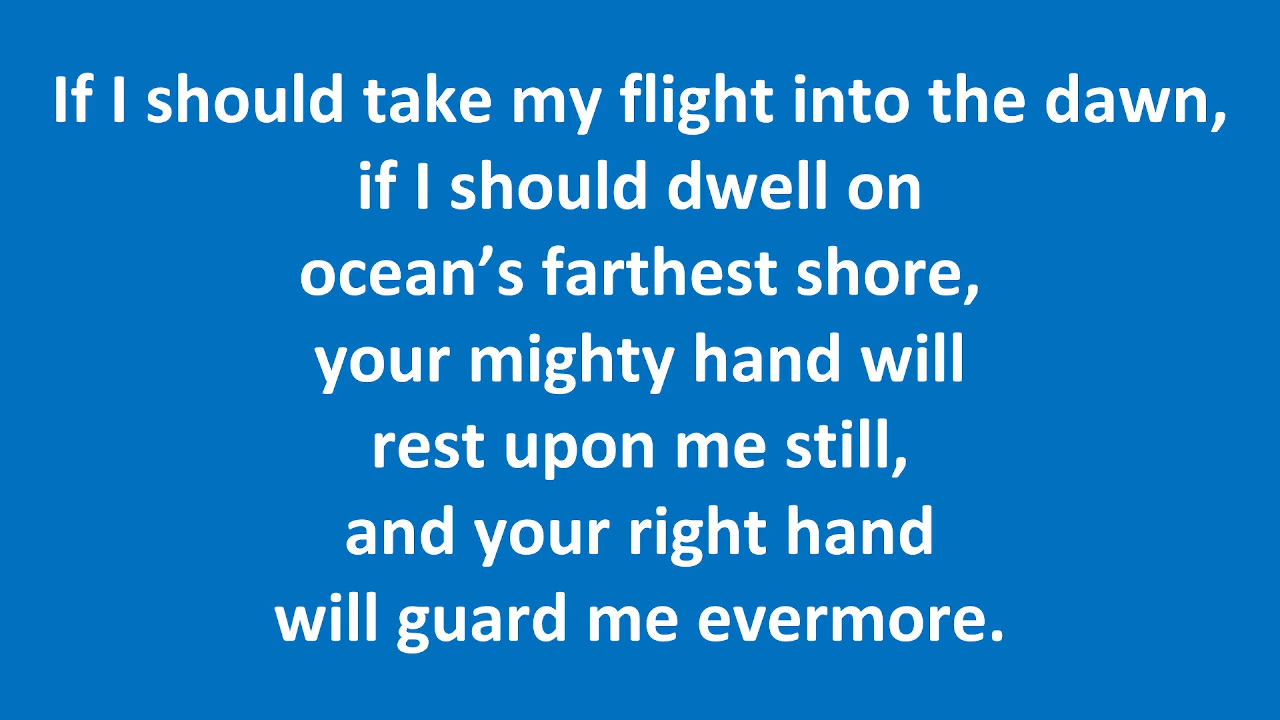 If I should take my flight into the dawn,
if I should dwell on
ocean’s farthest shore,
your mighty hand will
rest upon me still,
and your right hand
will guard me evermore.